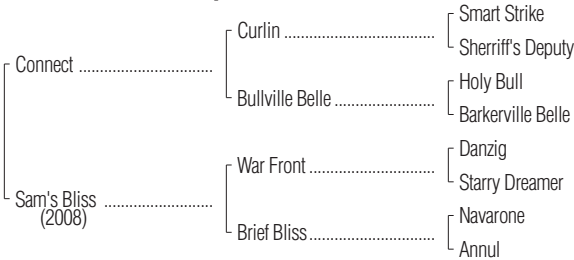 Smart Strike
Curlin ........................................
Sherriff's Deputy
Connect ................................
Holy Bull
Bullville Belle ..........................
Barkerville Belle
Danzig
War Front ................................
Starry Dreamer
Sam's Bliss ..........................
(2008)
Navarone
Brief Bliss................................
Annul